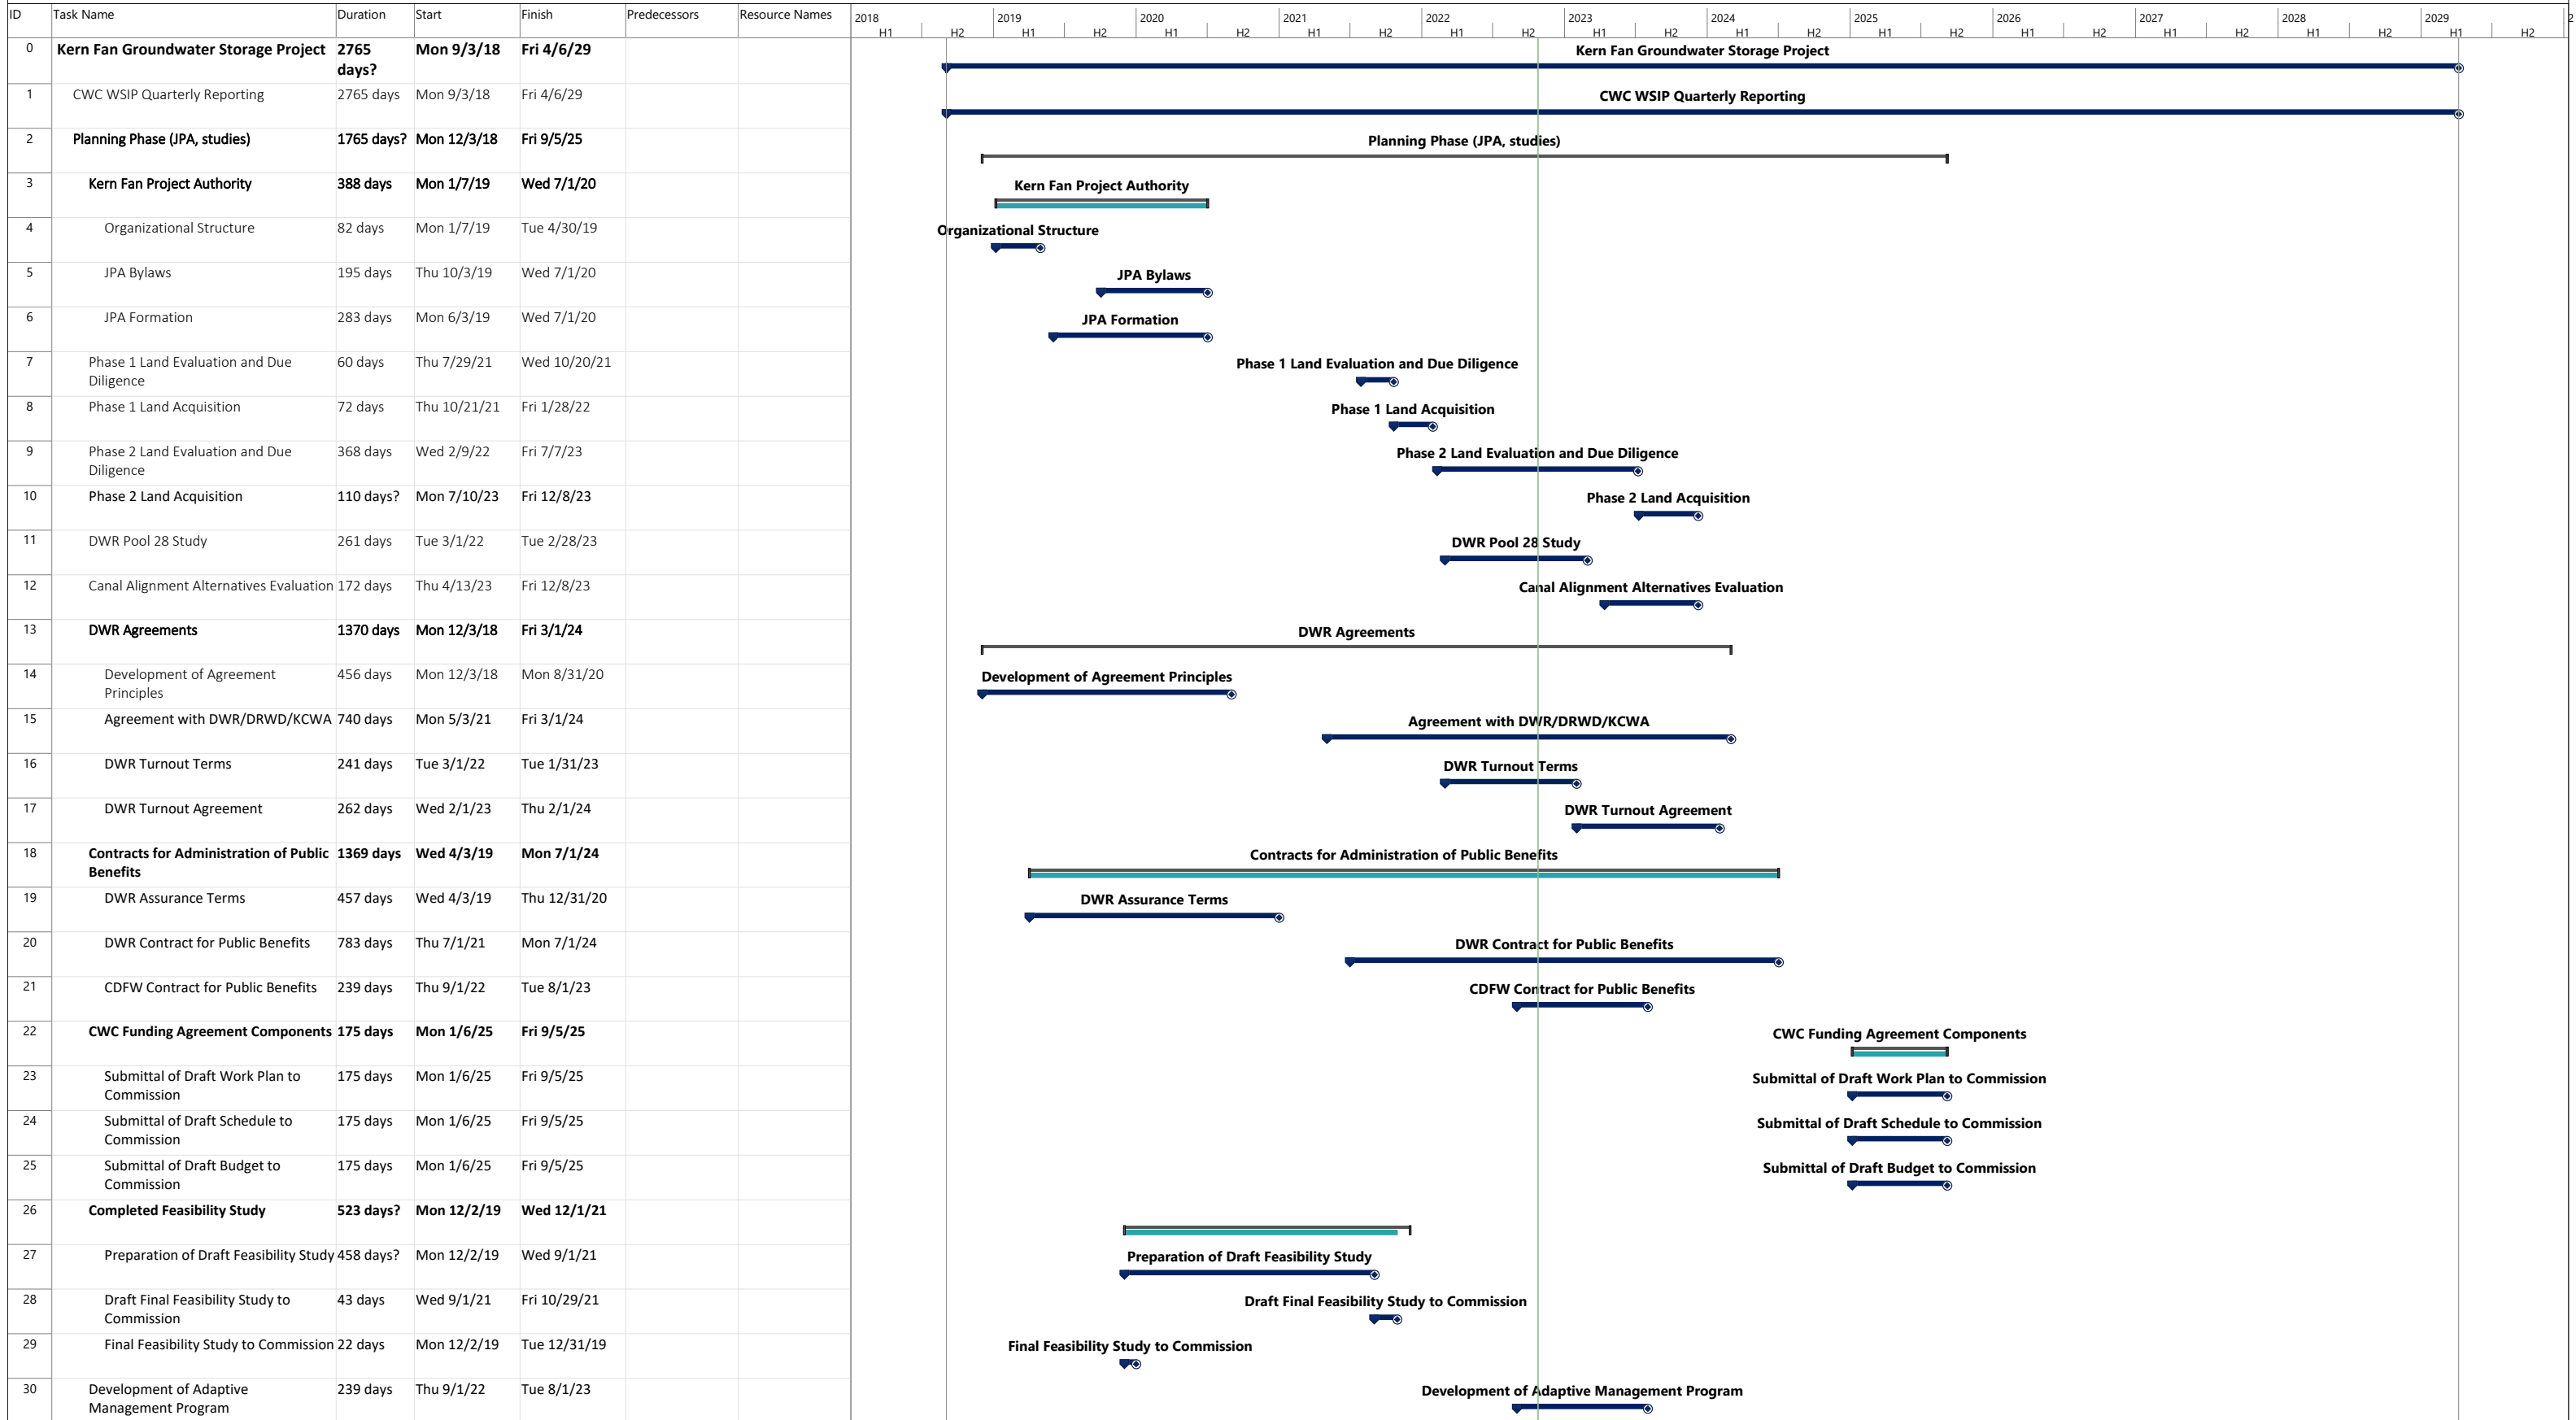 ID Task Name Duration Start Finish Predecessors Resource Names 2018 2019 2020 2021 2022 2023 2024 2025 2026 2027 2028 2029 2
H1 H2 H1 H2 H1 H2 H1 H2 H1 H2 H1 H2 H1 H2 H1 H2 H1 H2 H1 H2 H1 H2 H1 H2
0 Kern Fan Groundwater Storage Project 2765 Mon 9/3/18 Fri 4/6/29 Kern Fan Groundwater Storage Project
days?
1 CWC WSIP Quarterly Reporting 2765 days Mon 9/3/18 Fri 4/6/29 CWC WSIP Quarterly Reporting
2 Planning Phase (JPA, studies) 1765 days? Mon 12/3/18 Fri 9/5/25 Planning Phase (JPA, studies)
3 Kern Fan Project Authority 388 days Mon 1/7/19 Wed 7/1/20 Kern Fan Project Authority
4 Organizational Structure 82 days Mon 1/7/19 Tue 4/30/19 Organizational Structure
5 JPA Bylaws 195 days Thu 10/3/19 Wed 7/1/20 JPA Bylaws
6 JPA Formation 283 days Mon 6/3/19 Wed 7/1/20 JPA Formation
7 Phase 1 Land Evaluation and Due 60 days Thu 7/29/21 Wed 10/20/21 Phase 1 Land Evaluation and Due Diligence
Diligence
8 Phase 1 Land Acquisition 72 days Thu 10/21/21 Fri 1/28/22 Phase 1 Land Acquisition
9 Phase 2 Land Evaluation and Due 368 days Wed 2/9/22 Fri 7/7/23 Phase 2 Land Evaluation and Due Diligence
Diligence
10 Phase 2 Land Acquisition 110 days? Mon 7/10/23 Fri 12/8/23 Phase 2 Land Acquisition
11 DWR Pool 28 Study 261 days Tue 3/1/22 Tue 2/28/23 DWR Pool 28 Study
12 Canal Alignment Alternatives Evaluation 172 days Thu 4/13/23 Fri 12/8/23 Canal Alignment Alternatives Evaluation
13 DWR Agreements 1370 days Mon 12/3/18 Fri 3/1/24 DWR Agreements
14 Development of Agreement 456 days Mon 12/3/18 Mon 8/31/20 Development of Agreement Principles
Principles
15 Agreement with DWR/DRWD/KCWA 740 days Mon 5/3/21 Fri 3/1/24 Agreement with DWR/DRWD/KCWA
16 DWR Turnout Terms 241 days Tue 3/1/22 Tue 1/31/23 DWR Turnout Terms
17 DWR Turnout Agreement 262 days Wed 2/1/23 Thu 2/1/24 DWR Turnout Agreement
18 Contracts for Administration of Public 1369 days Wed 4/3/19 Mon 7/1/24 Contracts for Administration of Public Benefits
Benefits
19 DWR Assurance Terms 457 days Wed 4/3/19 Thu 12/31/20 DWR Assurance Terms
20 DWR Contract for Public Benefits 783 days Thu 7/1/21 Mon 7/1/24 DWR Contract for Public Benefits
21 CDFW Contract for Public Benefits 239 days Thu 9/1/22 Tue 8/1/23 CDFW Contract for Public Benefits
22 CWC Funding Agreement Components 175 days Mon 1/6/25 Fri 9/5/25 CWC Funding Agreement Components
23 Submittal of Draft Work Plan to 175 days Mon 1/6/25 Fri 9/5/25 Submittal of Draft Work Plan to Commission
Commission
24 Submittal of Draft Schedule to 175 days Mon 1/6/25 Fri 9/5/25 Submittal of Draft Schedule to Commission
Commission
25 Submittal of Draft Budget to 175 days Mon 1/6/25 Fri 9/5/25 Submittal of Draft Budget to Commission
Commission
26 Completed Feasibility Study 523 days? Mon 12/2/19 Wed 12/1/21
27 Preparation of Draft Feasibility Study 458 days? Mon 12/2/19 Wed 9/1/21 Preparation of Draft Feasibility Study
28 Draft Final Feasibility Study to 43 days Wed 9/1/21 Fri 10/29/21 Draft Final Feasibility Study to Commission
Commission
29 Final Feasibility Study to Commission 22 days Mon 12/2/19 Tue 12/31/19 Final Feasibility Study to Commission
30 Development of Adaptive 239 days Thu 9/1/22 Tue 8/1/23 Development of Adaptive Management Program
Management Program